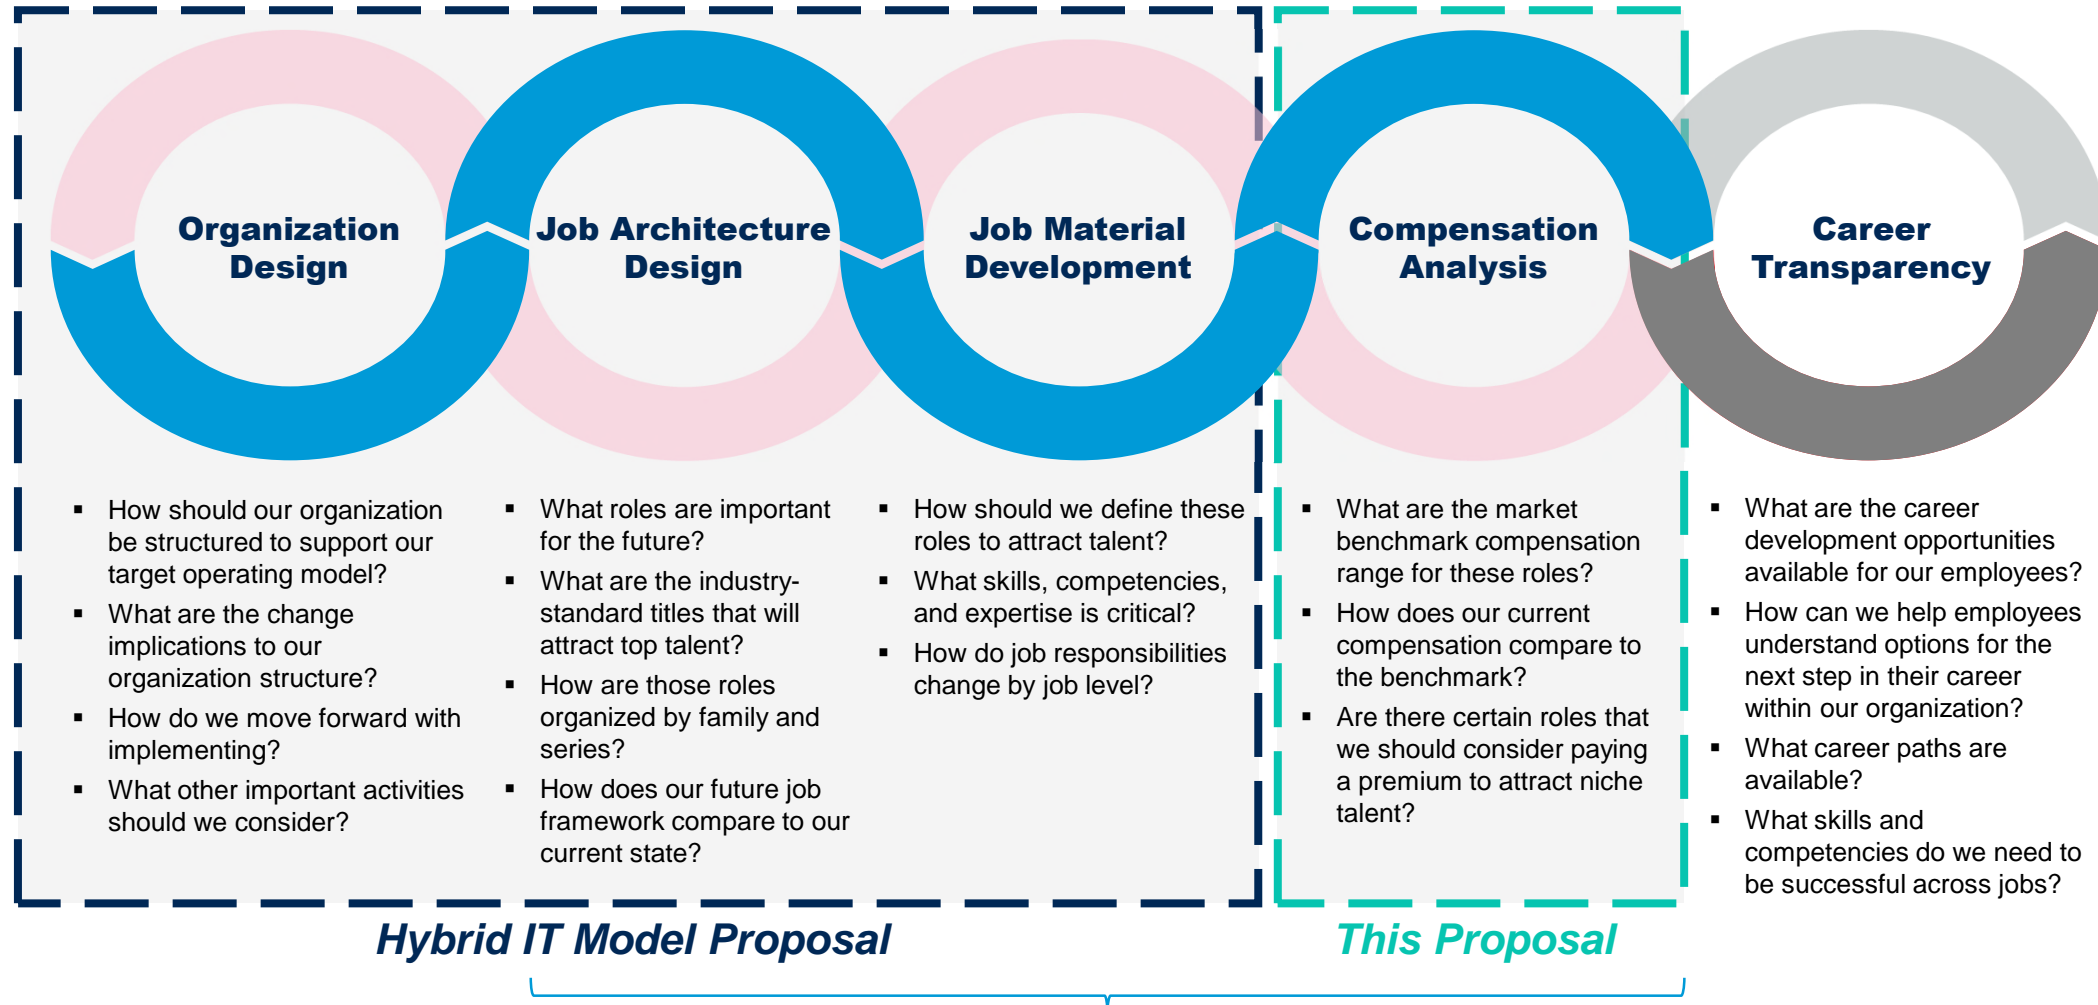 Organization
Design
Job Architecture
Design
Job Material
Development
Compensation
Analysis
Career
Transparency
▪ How should our organization
be structured to support our
target operating model?
▪ What are the change
implications to our
organization structure?
▪ How do we move forward with
implementing?
▪ What other important activities
should we consider?
▪ What roles are important
for the future?
▪ What are the industry-
standard titles that will
attract top talent?
▪ How are those roles
organized by family and
series?
▪ How does our future job
framework compare to our
current state?
▪ How should we define these
roles to attract talent?
▪ What skills, competencies,
and expertise is critical?
▪ How do job responsibilities
change by job level?
▪ What are the market
benchmark compensation
range for these roles?
▪ How does our current
compensation compare to
the benchmark?
▪ Are there certain roles that
we should consider paying
a premium to attract niche
talent?
▪ What are the career
development opportunities
available for our employees?
▪ How can we help employees
understand options for the
next step in their career
within our organization?
▪ What career paths are
available?
▪ What skills and
competencies do we need to
be successful across jobs?
Hybrid IT Model Proposal
This Proposal